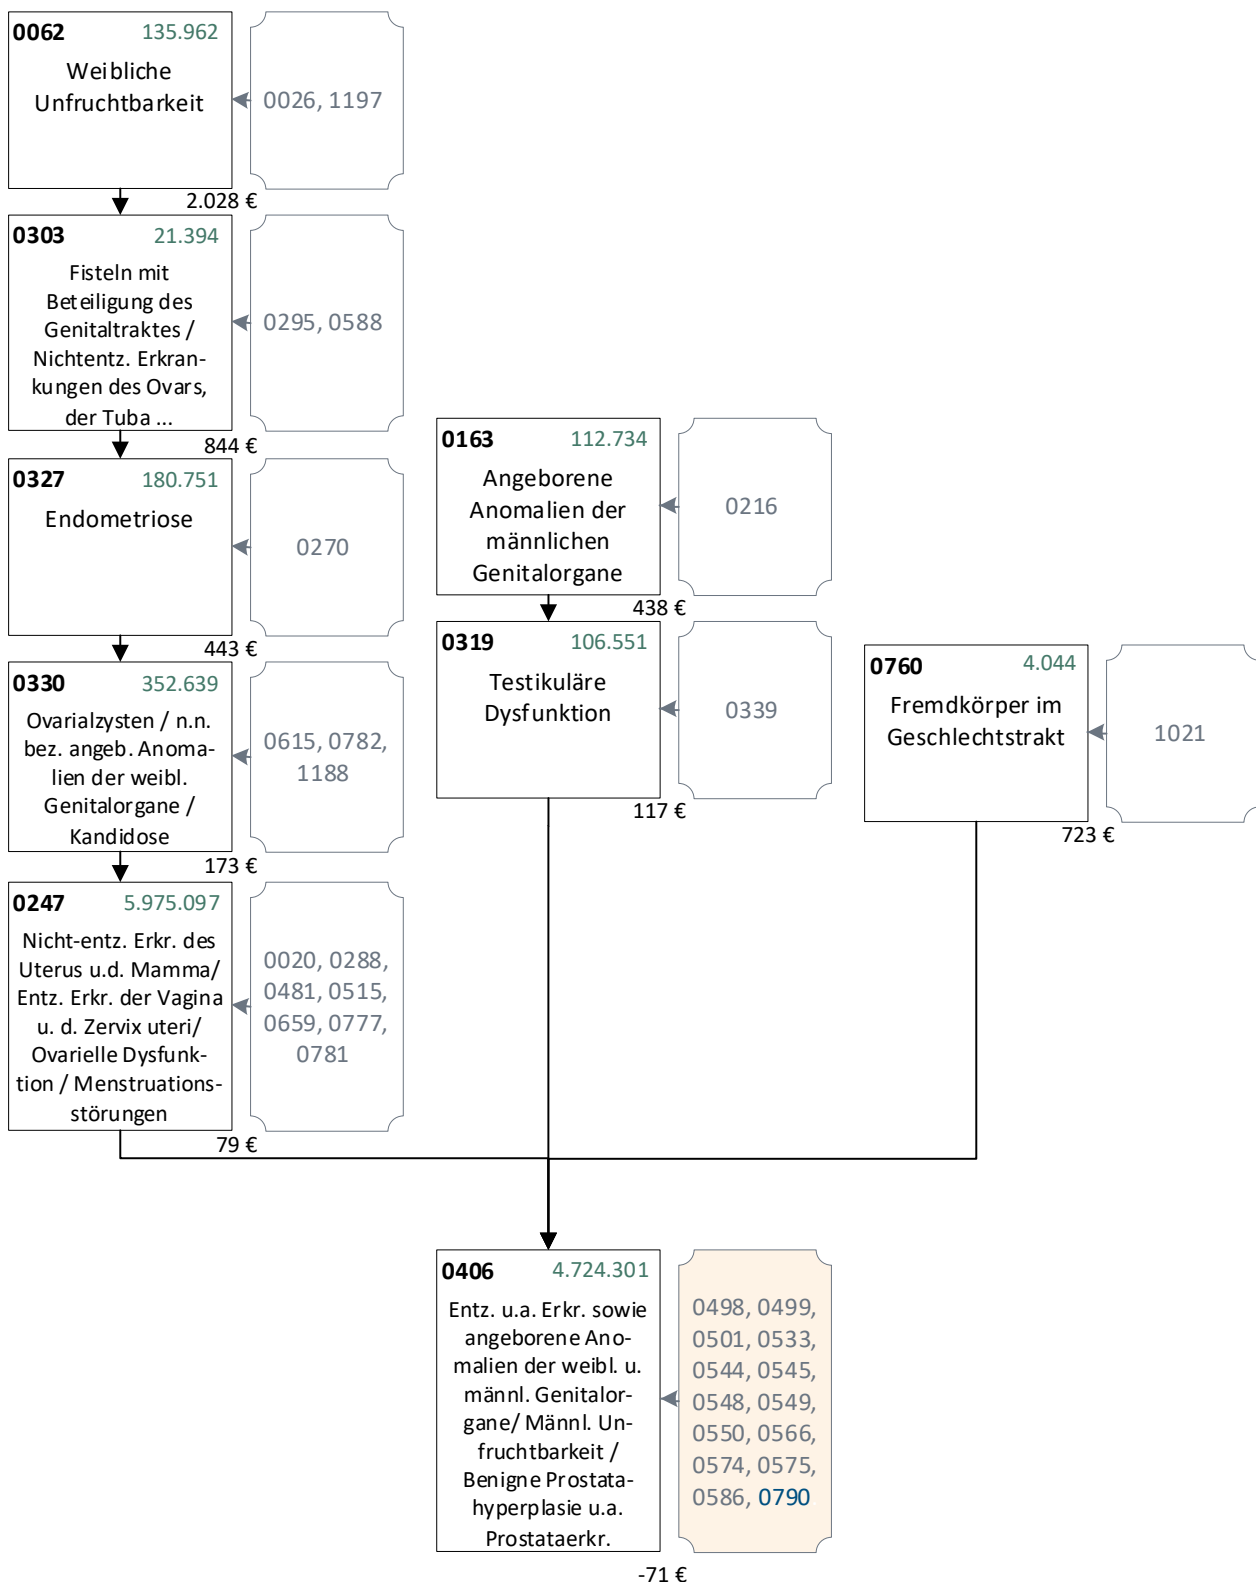 0062 135.962
Weibliche
Unfruchtbarkeit
0026, 1197
2.028 €
0303 21.394
Fisteln mit
Beteiligung des
Genitaltraktes /
Nichtentz. Erkran-
kungen des Ovars,
der Tuba ...
0295, 0588
844 €
0327 180.751
Endometriose
0270
443 €
0330 352.639
Ovarialzysten / n.n.
bez. angeb. Anoma-
lien der weibl.
Genitalorgane /
Kandidose
0615, 0782,
1188
173 €
0247 5.975.097
Nicht-entz. Erkr. des
Uterus u.d. Mamma/
Entz. Erkr. der Vagina
u. d. Zervix uteri/
Ovarielle Dysfunk-
tion / Menstruations-
störungen
0020, 0288,
0481, 0515,
0659, 0777,
0781
79 €
0163 112.734
Angeborene
Anomalien der
männlichen
Genitalorgane
0216
438 €
0319 106.551
Testikuläre
Dysfunktion
0339
117 €
0760 4.044
Fremdkörper im
Geschlechtstrakt
1021
723 €
0406 4.724.301
Entz. u.a. Erkr. sowie
angeborene Ano-
malien der weibl. u.
männl. Genitalor-
gane/ Männl. Un-
fruchtbarkeit /
Benigne Prostata-
hyperplasie u.a.
Prostataerkr.
0498, 0499,
0501, 0533,
0544, 0545,
0548, 0549,
0550, 0566,
0574, 0575,
0586, 0790
-71 €